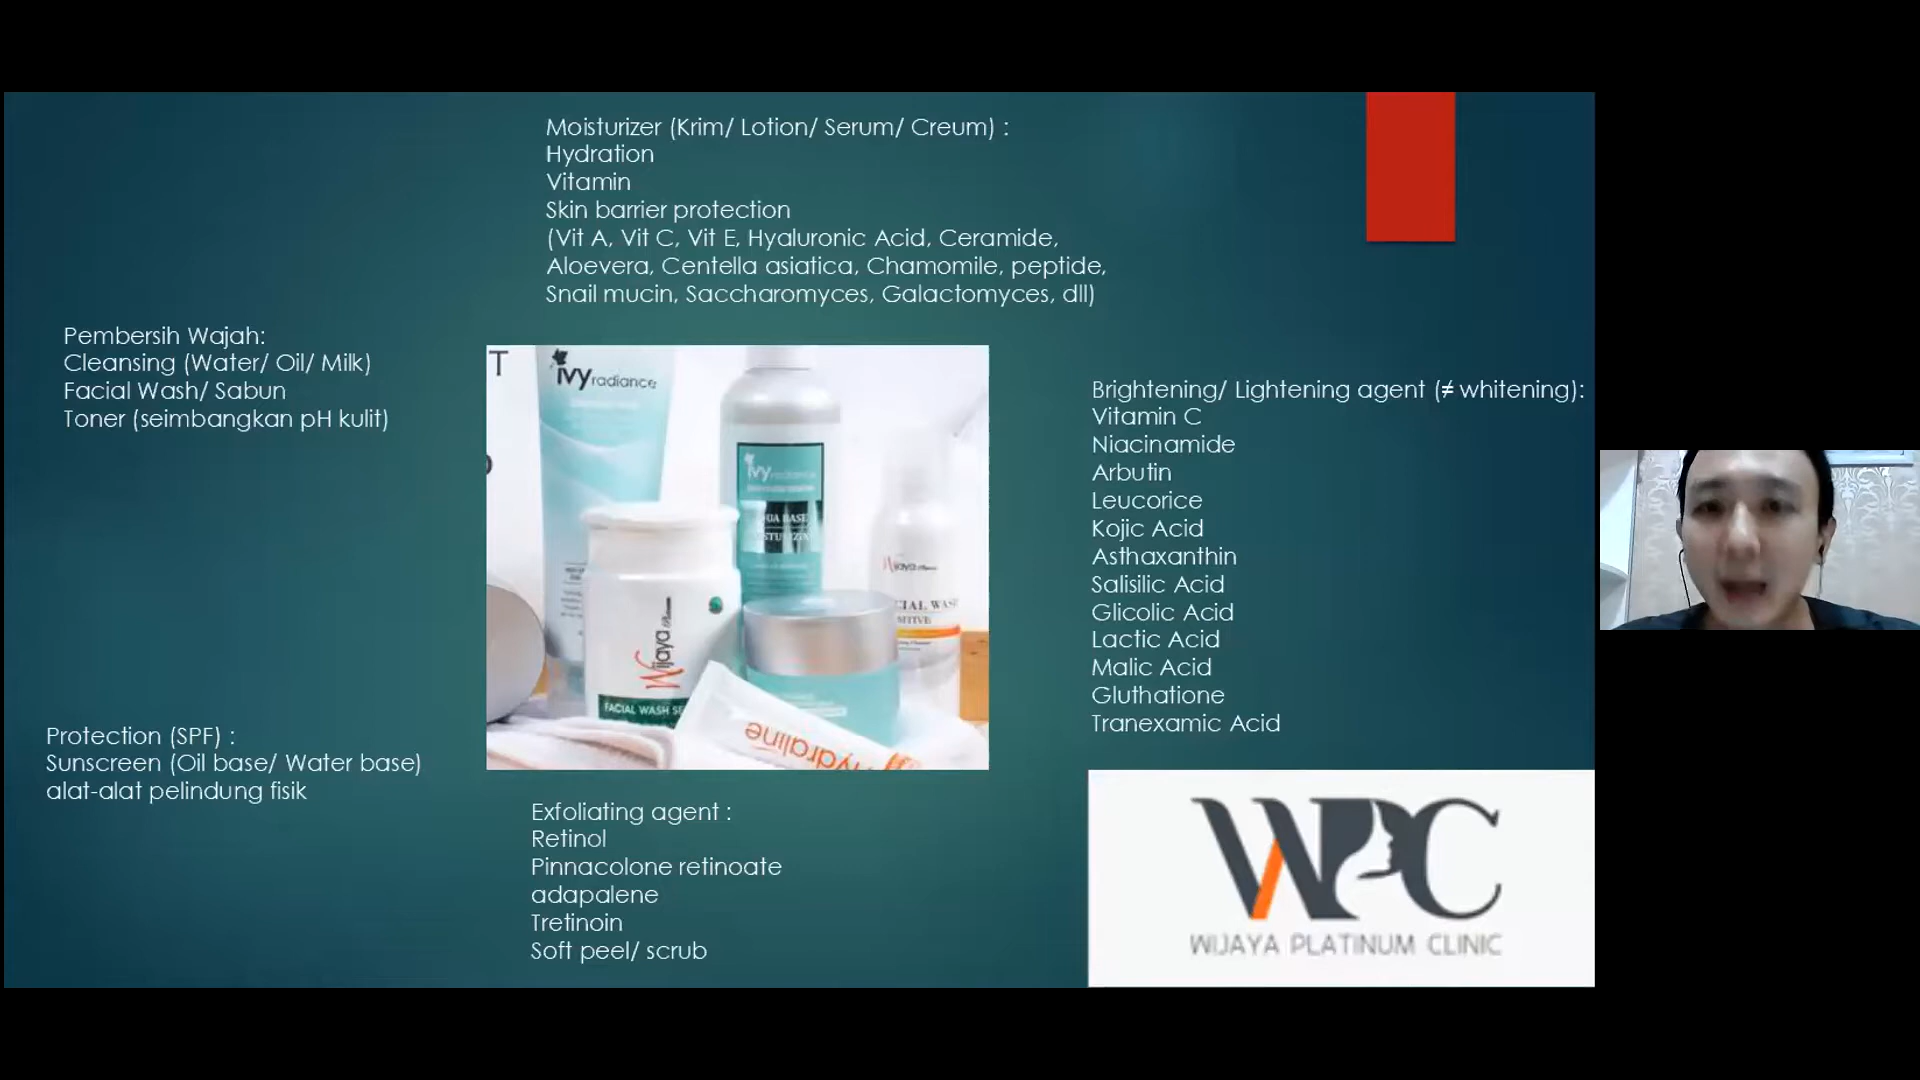 Moisturizer (Krim/ Lotion/ Serum/ Creum) :
Hydration
Vitamin
Skin barrier protection
(Vit A, Vit C, Vit E, Hyaluronic Acid, Ceramide,
Aloevera, Centella asiatica, Chamomile, peptide,
Snail mucin, Saccharomyces, Galactomyces, dll)
Pembersih Wajah:
Cleansing (Water/ Oil/ Milk)
Facial Wash/ Sabun
Toner (seimbangkan pH kulit)
T
ivy radiance
ivy radiance
Wijaya
Wijaya
FACIAL WASH
Hydraline
Brightening/ Lightening agent (≠ whitening):
Vitamin C
Niacinamide
Arbutin
Leucorice
Kojic Acid
Asthaxanthin
Salisilic Acid
Glicolic Acid
Lactic Acid
Malic Acid
Gluthatione
Tranexamic Acid
Protection (SPF) :
Sunscreen (Oil base/ Water base)
alat-alat pelindung fisik
Exfoliating agent :
Retinol
Pinnacolone retinoate
adapalene
Tretinoin
Soft peel/ scrub
WPC
WIJAYA PLATINUM CLINIC